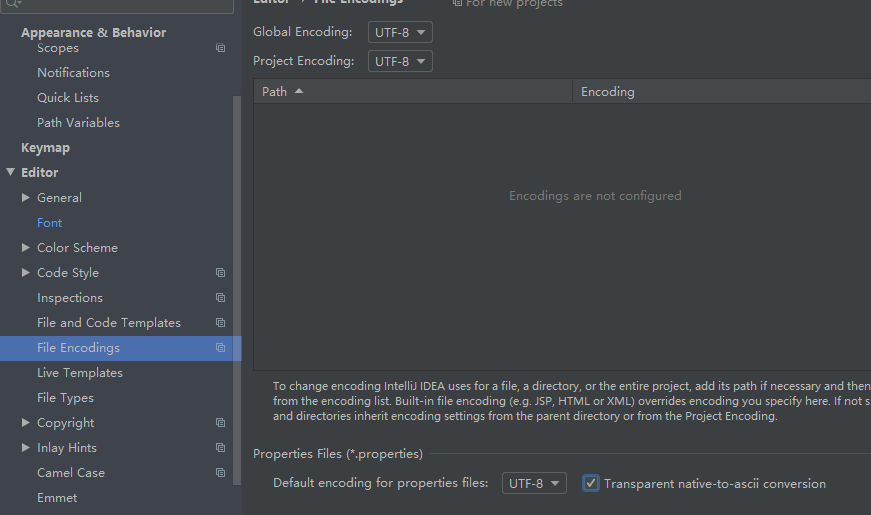 Appearance & Behavior
Scopes
Notifications
Quick Lists
Path Variables
Keymap
Editor
General
Font
Color Scheme
Code Style
Inspections
File and Code Templates
File Encodings
Live Templates
File Types
Copyright
Inlay Hints
Camel Case
Emmet
Editor › File Encodings For new projects
Global Encoding: UTF-8
Project Encoding: UTF-8
Path Encoding
Encodings are not configured
To change encoding IntelliJ IDEA uses for a file, a directory, or the entire project, add its path if necessary and then
from the encoding list. Built-in file encoding (e.g. JSP, HTML or XML) overrides encoding you specify here. If not s
and directories inherit encoding settings from the parent directory or from the Project Encoding.
Properties Files (*.properties)
Default encoding for properties files: UTF-8 Transparent native-to-ascii conversion